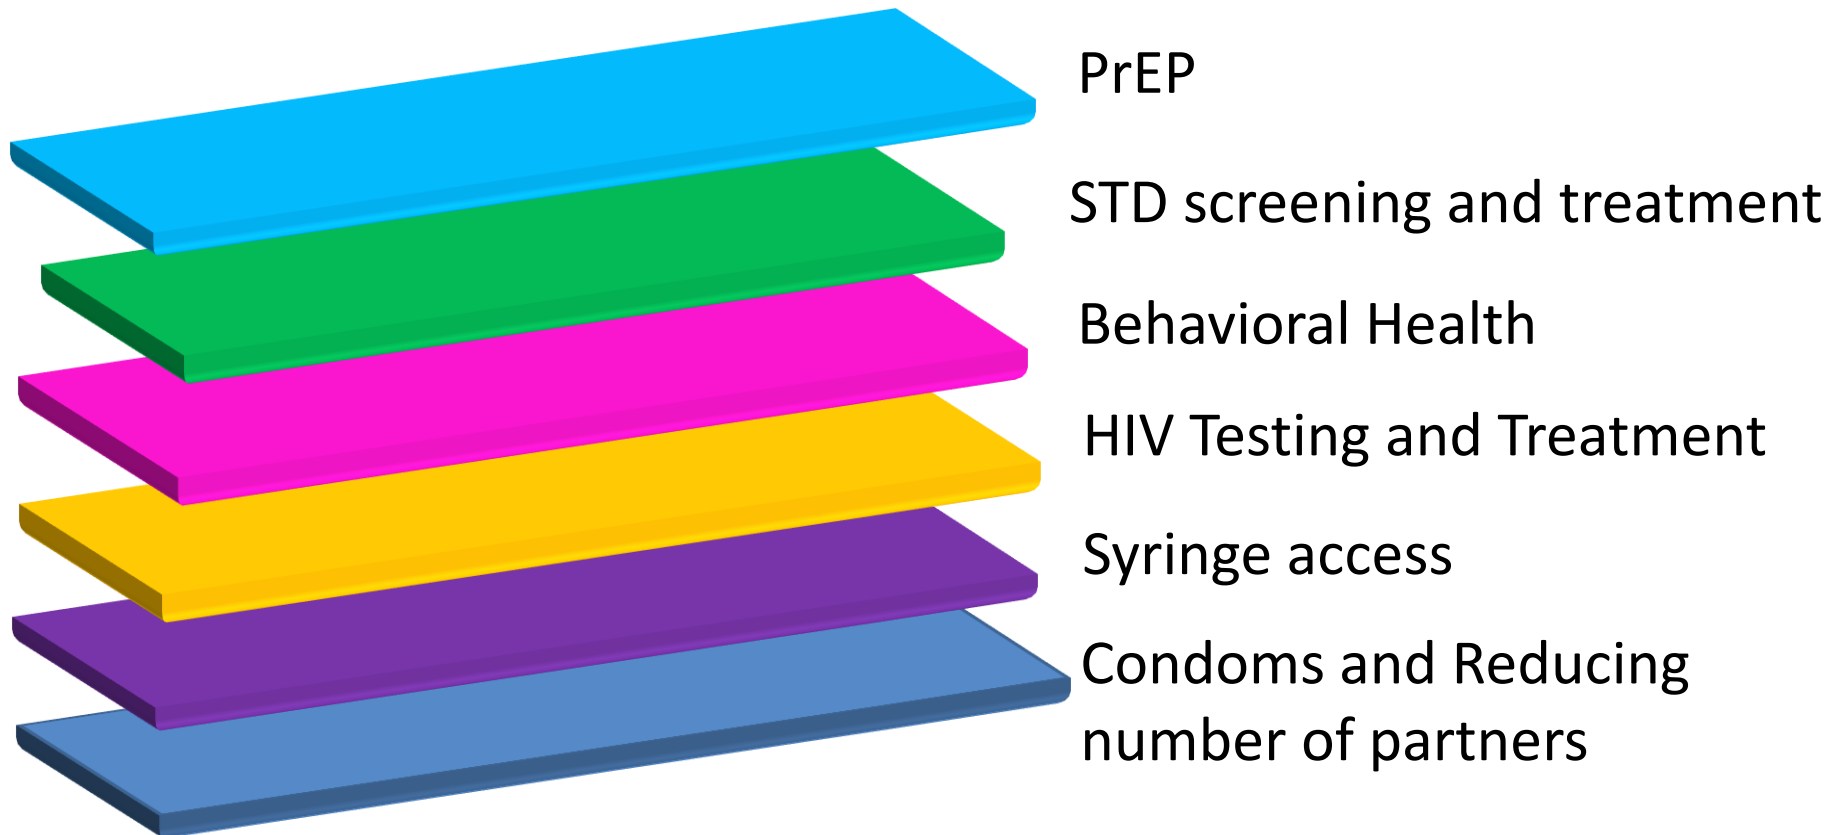 PrEP
STD screening and treatment
Behavioral Health
HIV Testing and Treatment
Syringe access
Condoms and Reducing
number of partners